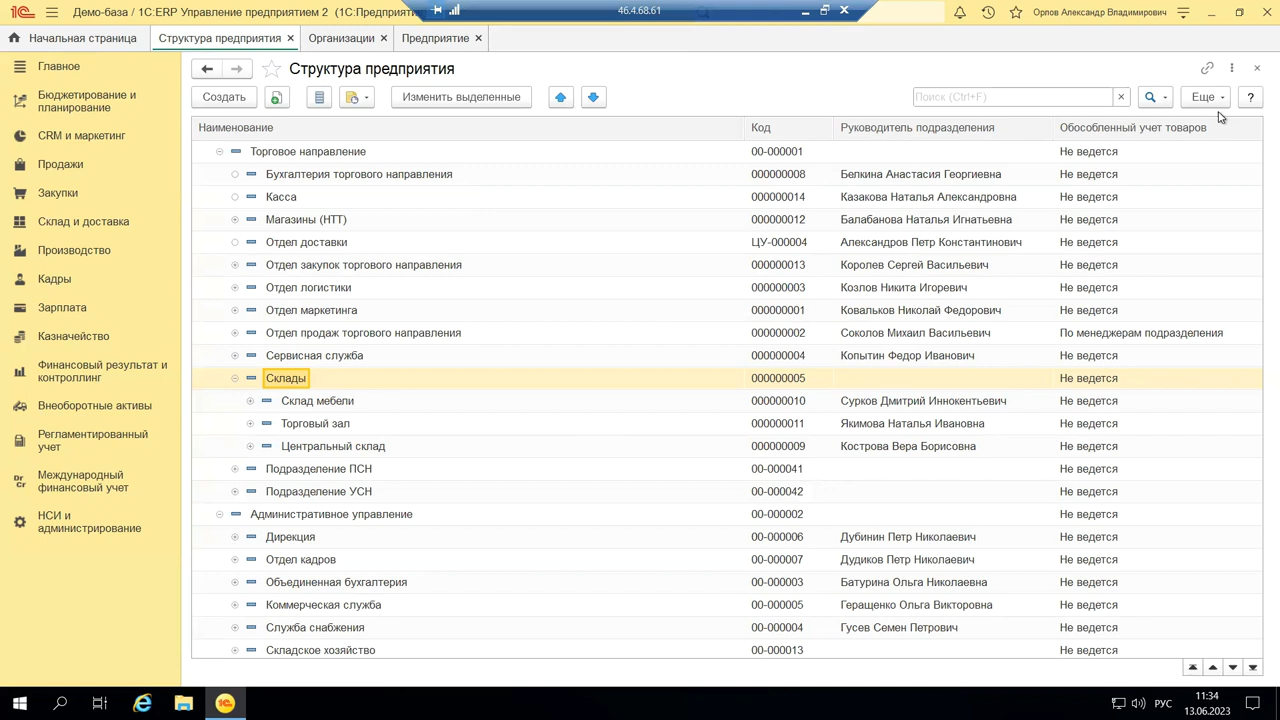 Демо-база / 1С:ERP Управление предприятием 2 (1С:Предприятие
46.4.68.61
Орлов Александр Владимирович
Начальная страница
Структура предприятия
Организации
Предприятие
Главное
Бюджетирование и
планирование
CRM и маркетинг
Продажи
Закупки
Склад и доставка
Производство
Кадры
Зарплата
Казначейство
Финансовый результат и
контроллинг
Внеоборотные активы
Регламентированный
учет
Dr
Cr
Международный
финансовый учет
НСИ и
администрирование
Структура предприятия
Создать
Изменить выделенные
Поиск (Ctrl+F)
Еще
?
Наименование Код Руководитель подразделения Обособленный учет товаров
Торговое направление 00-000001 Не ведется
Бухгалтерия торгового направления 000000008 Белкина Анастасия Георгиевна Не ведется
Касса 000000014 Казакова Наталья Александровна Не ведется
Магазины (НТТ) 000000012 Балабанова Наталья Игнатьевна Не ведется
Отдел доставки ЦУ-000004 Александров Петр Константинович Не ведется
Отдел закупок торгового направления 000000013 Королев Сергей Васильевич Не ведется
Отдел логистики 000000003 Козлов Никита Игоревич Не ведется
Отдел маркетинга 000000001 Ковальков Николай Федорович Не ведется
Отдел продаж торгового направления 000000002 Соколов Михаил Васильевич По менеджерам подразделения
Сервисная служба 000000004 Копытин Федор Иванович Не ведется
Склады 000000005 Не ведется
Склад мебели 000000010 Сурков Дмитрий Иннокентьевич Не ведется
Торговый зал 000000011 Якимова Наталья Ивановна Не ведется
Центральный склад 000000009 Кострова Вера Борисовна Не ведется
Подразделение ПСН 00-000041 Не ведется
Подразделение УСН 00-000042 Не ведется
Административное управление 00-000002 Не ведется
Дирекция 00-000006 Дубинин Петр Николаевич Не ведется
Отдел кадров 00-000007 Дудиков Петр Николаевич Не ведется
Объединенная бухгалтерия 00-000003 Батурина Ольга Николаевна Не ведется
Коммерческая служба 00-000005 Геращенко Ольга Викторовна Не ведется
Служба снабжения 00-000004 Гусев Семен Петрович Не ведется
Складское хозяйство 00-000013 Не ведется
РУС
11:34
13.06.2023